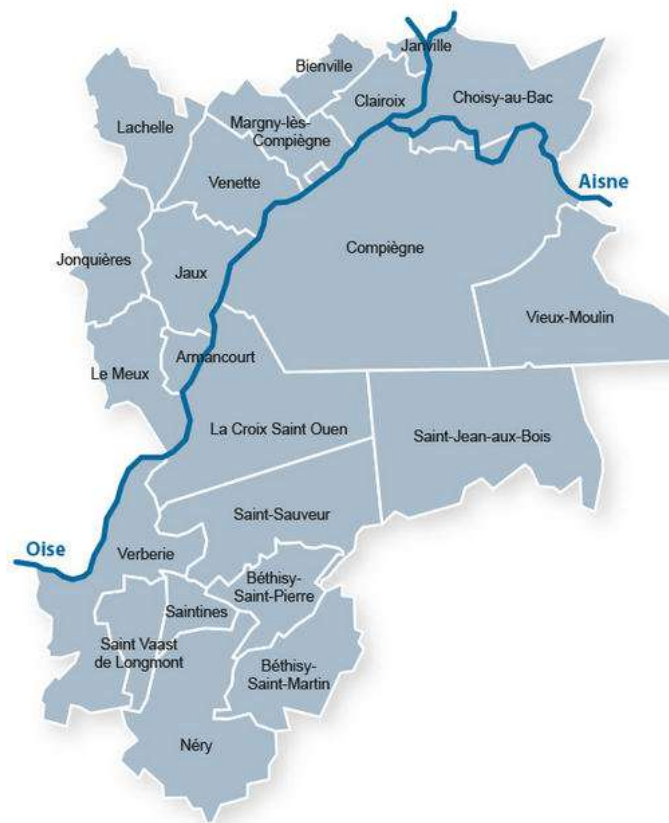 Janville
Bienville
Clairoix
Choisy-au-Bac
Lachelle
Margny-lès-
Compiègne
Venette
Aisne
Compiègne
Jonquières
Jaux
Vieux-Moulin
Armancourt
Le Meux
La Croix Saint Ouen
Saint-Jean-aux-Bois
Saint-Sauveur
Oise
Verberie
Béthisy-
Saint-Pierre
Saintines
Saint Vaast
de Longmont
Béthisy-
Saint-Martin
Néry